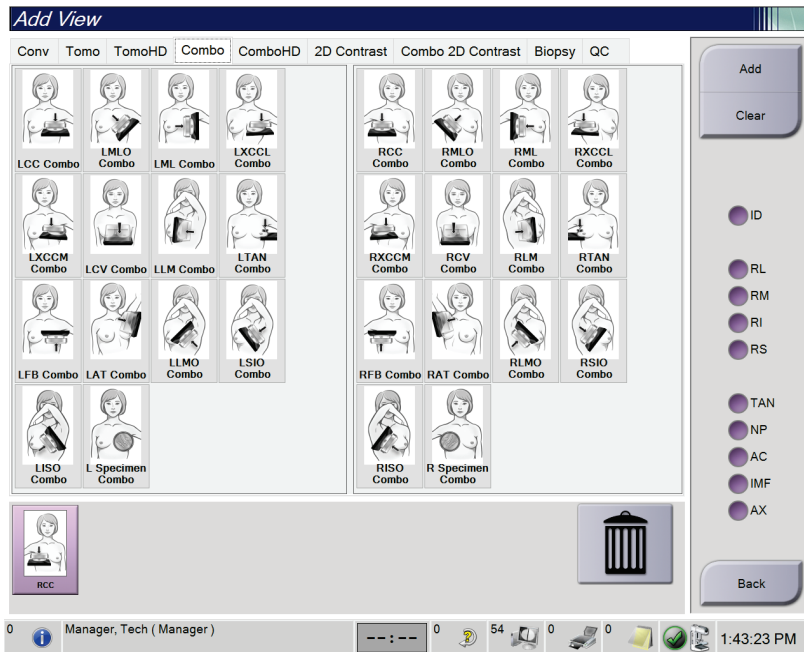 Add View
Conv Tomo TomoHD Combo ComboHD 2D Contrast Combo 2D Contrast Biopsy QC
LCC Combo
LMLO
Combo
LML Combo
LXCCL
Combo
RCC
Combo
RMLO
Combo
RML
Combo
RXCCL
Combo
LXCCM
Combo
LCV Combo
LLM Combo
LTAN
Combo
RXCCM
Combo
RCV
Combo
RLM
Combo
RTAN
Combo
LFB Combo
LAT Combo
LLMO
Combo
LSIO
Combo
RFB Combo
RAT Combo
RLMO
Combo
RSIO
Combo
LISO
Combo
L Specimen
Combo
RISO
Combo
R Specimen
Combo
RCC
Add
Clear
ID
RL
RM
RI
RS
TAN
NP
AC
IMF
AX
Back
0 Manager, Tech ( Manager ) --:-- 0 54 0 0 1:43:23 PM